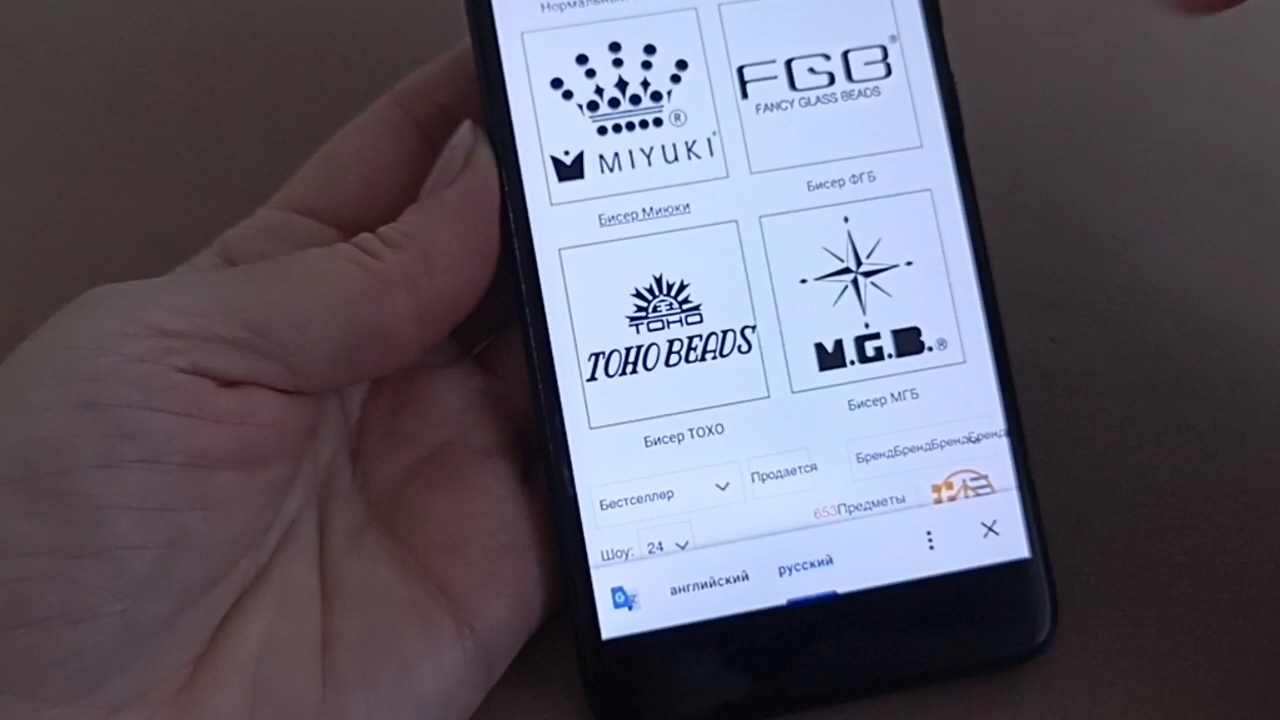 MIYUKI
®
FGB®
FANCY GLASS BEADS
Бисер Миюки
Бисер ФГБ
TOHO
TOHO BEADS
M.G.B.®
Бисер ТОХО
Бисер МГБ
Бестселлер
Продается
БрендБрендБрендБренд
653Предметы
Шоу: 24
английский русский